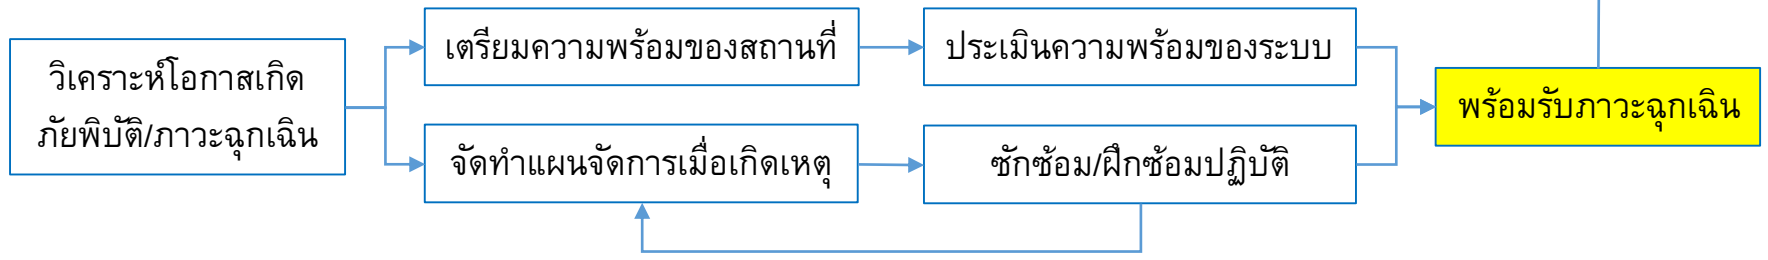 วิเคราะห์โอกาสเกิด
ภัยพิบัติ/ภาวะฉุกเฉิน
เตรียมความพร้อมของสถานที่
ประเมินความพร้อมของระบบ
จัดทำแผนจัดการเมื่อเกิดเหตุ
ซักซ้อม/ฝึกซ้อมปฏิบัติ
พร้อมรับภาวะฉุกเฉิน